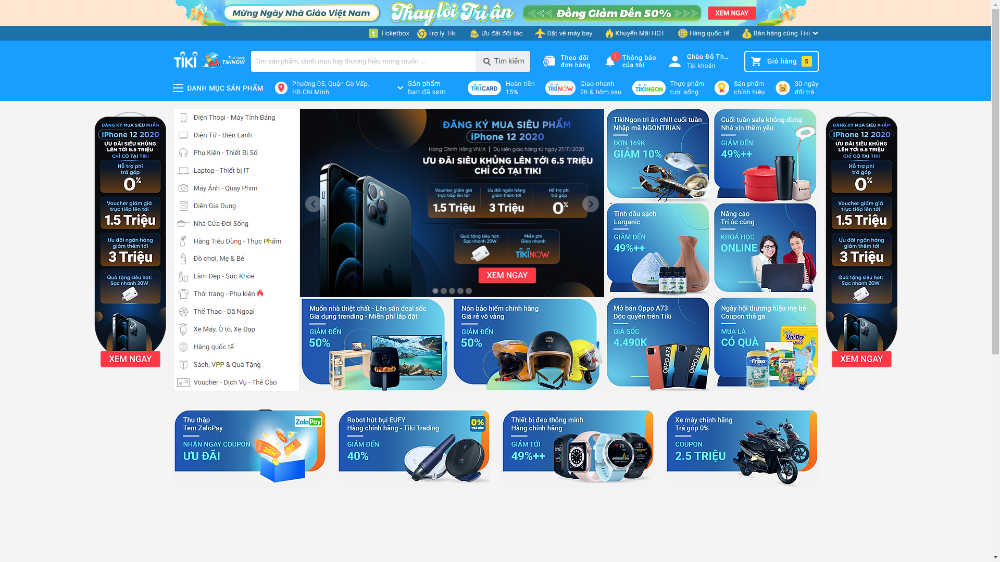 Mừng Ngày Nhà Giáo Việt Nam
Thay lời Tri ân
<<< Đồng Giảm Đến 50% >>>
XEM NGAY
Ticketbox
Trợ lý Tiki
Ưu đãi đối tác
Đặt vé máy bay
Khuyến Mãi HOT
Hàng quốc tế
Bán hàng cùng Tiki
TIKI
Thử ngay
TikiNOW
Tìm sản phẩm, danh mục hay thương hiệu mong muốn ...
Tìm kiếm
Theo dõi
đơn hàng
1
Thông báo
của tôi
Chào Đỗ Th...
Tài khoản
Giỏ hàng
5
DANH MỤC SẢN PHẨM
Phường 05, Quận Gò Vấp,
Hồ Chí Minh
Sản phẩm
bạn đã xem
TIKICARD
Hoàn tiền
15%
TIKINOW
Giao nhanh
2h & hôm sau
TIKINGON
Thực phẩm
tươi sống
Sản phẩm
chính hiệu
30 ngày
đổi trả
ĐĂNG KÝ MUA SIÊU PHẨM
iPhone 12 2020
ƯU ĐÃI SIÊU KHỦNG
LÊN TỚI 6.5 TRIỆU
CHỈ CÓ TẠI TIKI
Hỗ trợ phí
trả góp
0%
Voucher giảm giá
trực tiếp lên tới
1.5 Triệu
Ưu đãi ngân hàng
giảm thêm tới
3 Triệu
Quà tặng siêu hot:
Sạc nhanh 20W
XEM NGAY
Điện Thoại - Máy Tính Bảng
Điện Tử - Điện Lạnh
Phụ Kiện - Thiết Bị Số
Laptop - Thiết bị IT
Máy Ảnh - Quay Phim
Điện Gia Dụng
Nhà Cửa Đời Sống
Hàng Tiêu Dùng - Thực Phẩm
Đồ chơi, Mẹ & Bé
Làm Đẹp - Sức Khỏe
Thời trang - Phụ kiện
Thể Thao - Dã Ngoại
Xe Máy, Ô tô, Xe Đạp
Hàng quốc tế
Sách, VPP & Quà Tặng
Voucher - Dịch Vụ - Thẻ Cào
ĐĂNG KÝ MUA SIÊU PHẨM
iPhone 12 2020
Hàng Chính Hãng VN/A | Dự kiến giao hàng từ ngày 27/11/2020
ƯU ĐÃI SIÊU KHỦNG LÊN TỚI 6.5 TRIỆU
CHỈ CÓ TẠI TIKI
Voucher giảm giá
trực tiếp lên tới
1.5 Triệu
Ưu đãi ngân hàng
giảm thêm tới
3 Triệu
Hỗ trợ phí
trả góp
0%
Quà tặng siêu hot:
Sạc nhanh 20W
Miễn phí
Giao nhanh
TIKINOW
XEM NGAY
TikiNgon tri ân chill cuối tuần
Nhập mã NGONTRIAN
ĐƠN 169K
GIẢM 10%
Cuối tuần sale không dừng
Nhà xịn thêm yêu
GIẢM ĐẾN
49%++
Tinh dầu sạch
Lorganic
GIẢM ĐẾN
49%++
Nâng cao
Trí óc cùng
KHOÁ HỌC
ONLINE
Muốn nhà thiệt chất - Lên săn deal sốc
Gia dụng trending - Miễn phí lắp đặt
GIẢM ĐẾN
50%
Nón bảo hiểm chính hãng
Giá rẻ vô vàng
GIẢM ĐẾN
50%
Royal
Mở bán Oppo A73
Độc quyền trên Tiki
GIÁ SỐC
4.490K
OPPO A73
OPPO A73
Ngày hội thương hiệu mẹ bé
Coupon thả ga
MUA LÀ
CÓ QUÀ
UniDry
Friso
GOLD
4
ĐĂNG KÝ MUA SIÊU PHẨM
iPhone 12 2020
ƯU ĐÃI SIÊU KHỦNG
LÊN TỚI 6.5 TRIỆU
CHỈ CÓ TẠI TIKI
Hỗ trợ phí
trả góp
0%
Voucher giảm giá
trực tiếp lên tới
1.5 Triệu
Ưu đãi ngân hàng
giảm thêm tới
3 Triệu
Quà tặng siêu hot:
Sạc nhanh 20W
XEM NGAY
Thu thập
Tem ZaloPay
NHẬN NGAY COUPON
ƯU ĐÃI
ZaloPay
20K
20K
20K
Robot hút bụi EUFY
Hàng chính hãng - Tiki Trading
GIẢM ĐẾN
40%
0%
TRẢ GÓP
eufy
Thiết bị đeo thông minh
Hàng chính hãng
GIẢM TỚI
49%++
02:00
75
Last 4 Hours
Xe máy chính hãng
Trả góp 0%
COUPON
2.5 TRIỆU